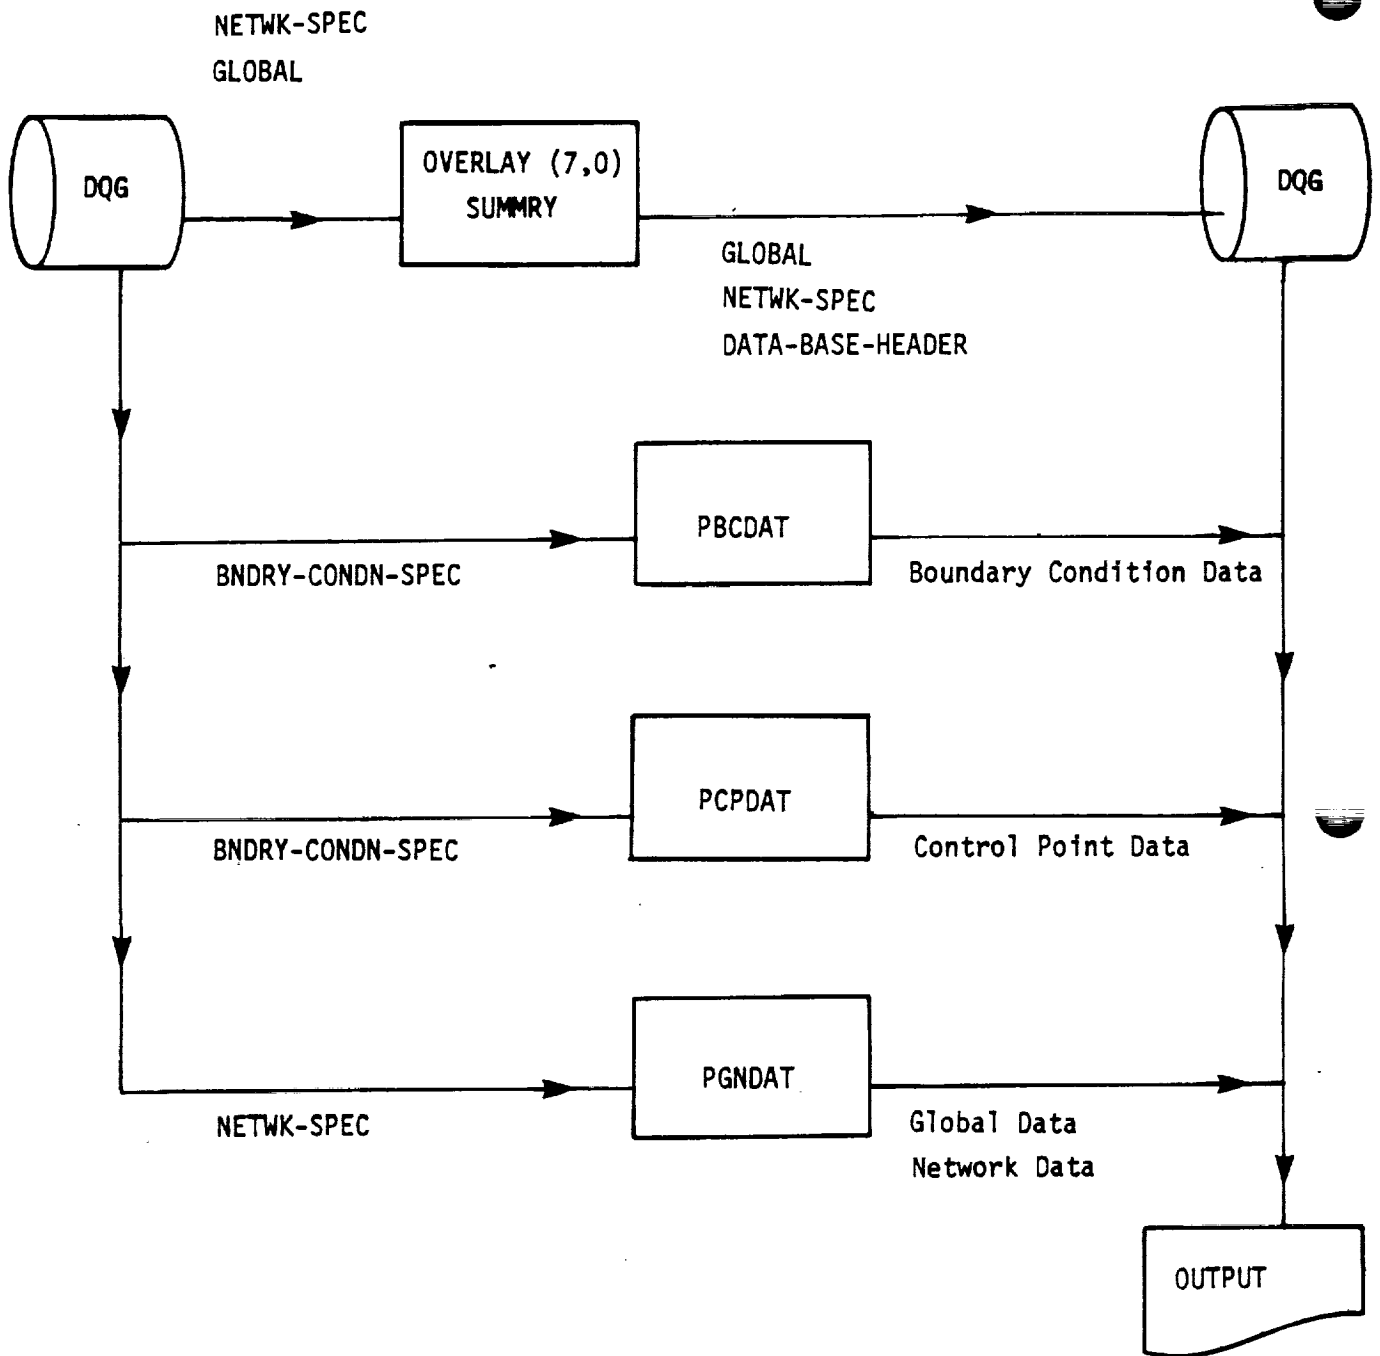 NETWK-SPEC
GLOBAL
DQG
OVERLAY (7,0)
SUMMRY
DQG
GLOBAL
NETWK-SPEC
DATA-BASE-HEADER
PBCDAT
BNDRY-CONDN-SPEC
Boundary Condition Data
PCPDAT
BNDRY-CONDN-SPEC
Control Point Data
PGNDAT
NETWK-SPEC
Global Data
Network Data
OUTPUT